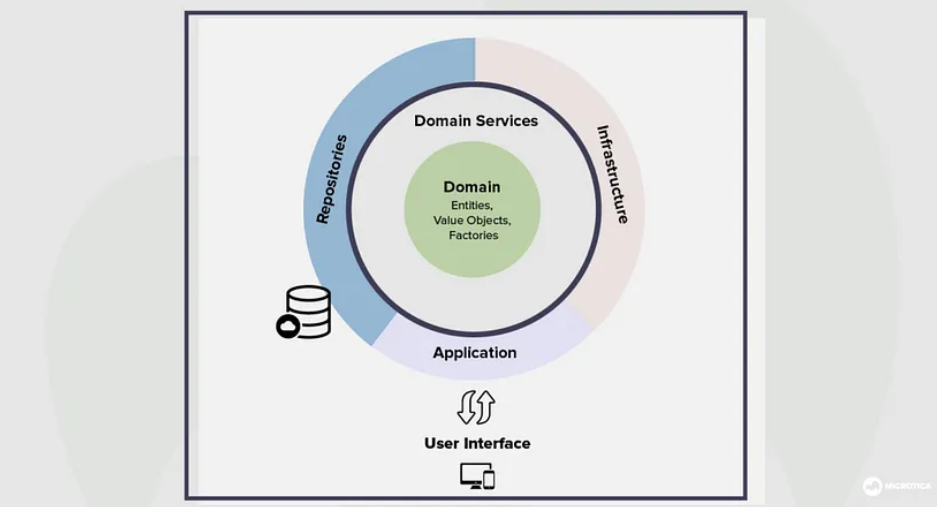 Domain Services
Repositories
Infrastructure
Domain
Entities,
Value Objects,
Factories
Application
User Interface
MICROTICA